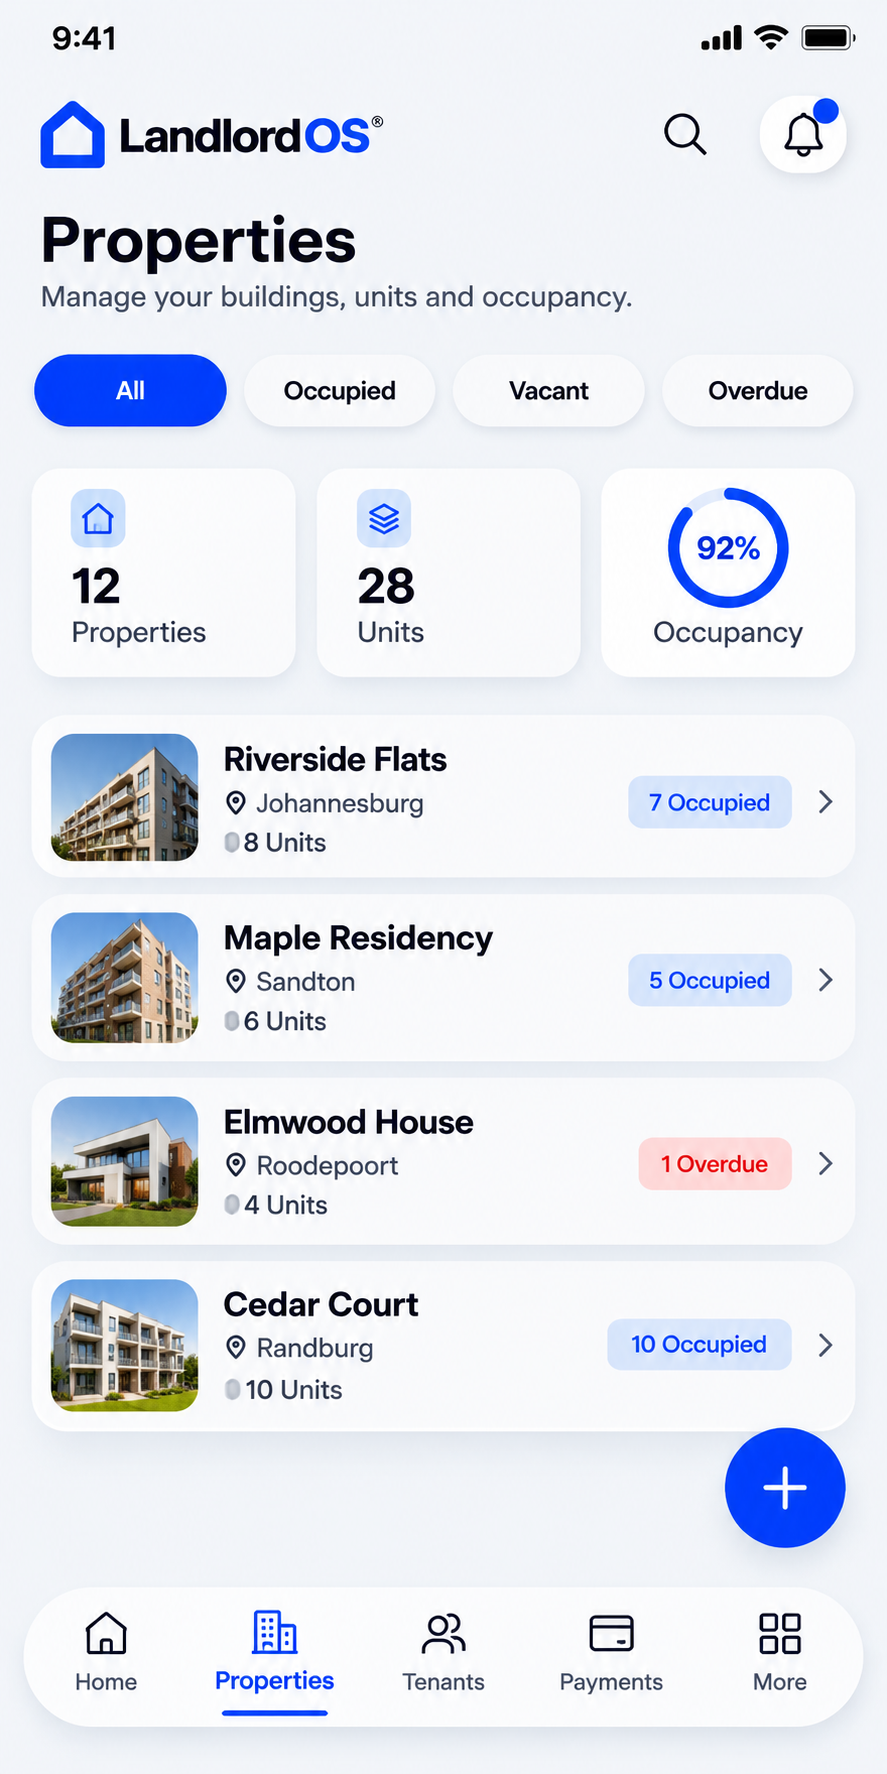 9:41
LandlordOS®
Properties
Manage your buildings, units and occupancy.
All
Occupied
Vacant
Overdue
12
Properties
28
Units
92%
Occupancy
Riverside Flats
Johannesburg
8 Units
7 Occupied
Maple Residency
Sandton
6 Units
5 Occupied
Elmwood House
Roodepoort
4 Units
1 Overdue
Cedar Court
Randburg
10 Units
10 Occupied
Home
Properties
Tenants
Payments
More